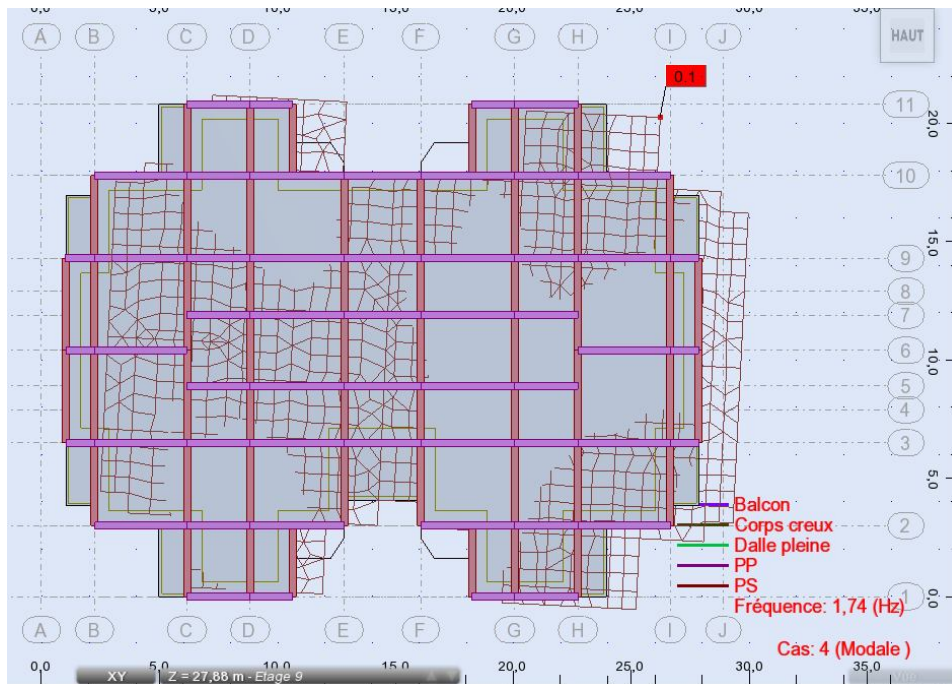 0,0 5,0 10,0 15,0 20,0 25,0 30,0 35,0
A B C D E F G H I J
HAUT
0.1
11
10
9
8
7
6
5
4
3
2
1
20,0
15,0
10,0
5,0
0,0
Balcon
Corps creux
Dalle pleine
PP
PS
Fréquence: 1,74 (Hz)
A B C D E F G H I J
Cas: 4 (Modale )
0,0 5,0 10,0 15,0 20,0 25,0 30,0 35,0
XY Z = 27,88 m - Etage 9